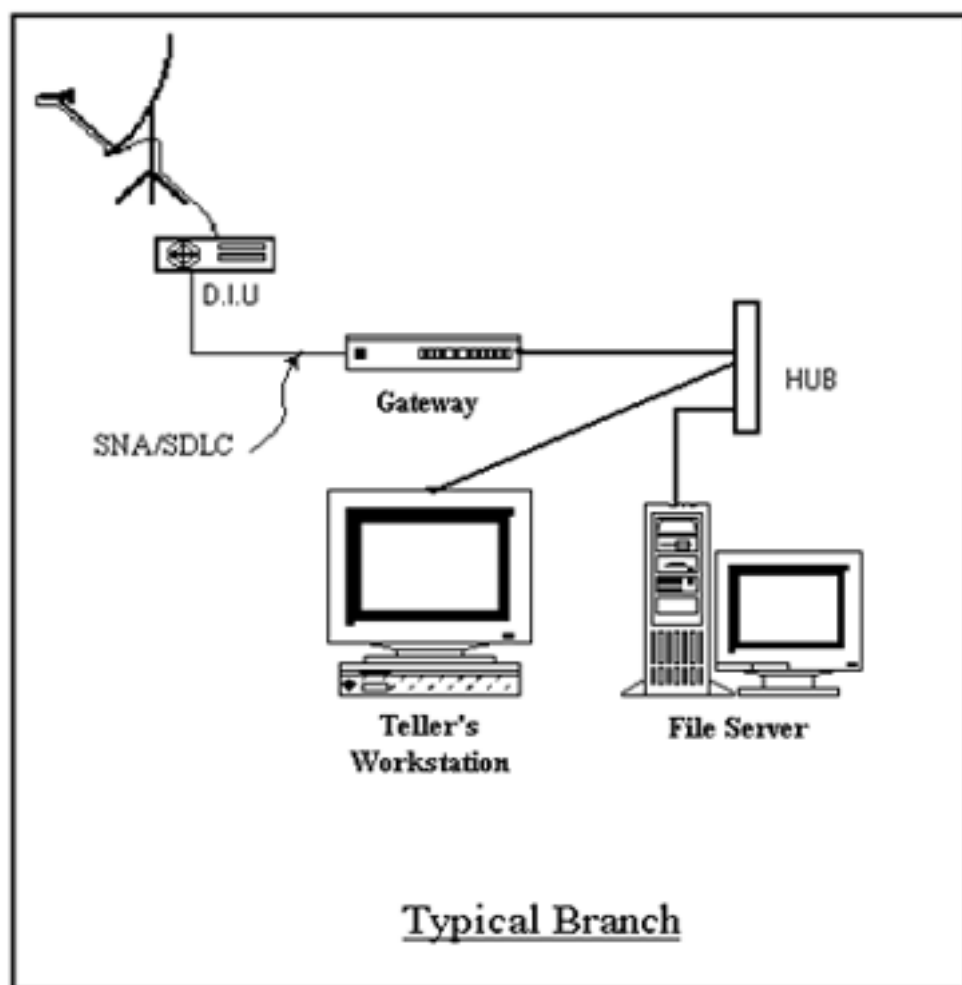 D.I.U
Gateway
HUB
SNA/SDLC
Teller's
Workstation
File Server
Typical Branch